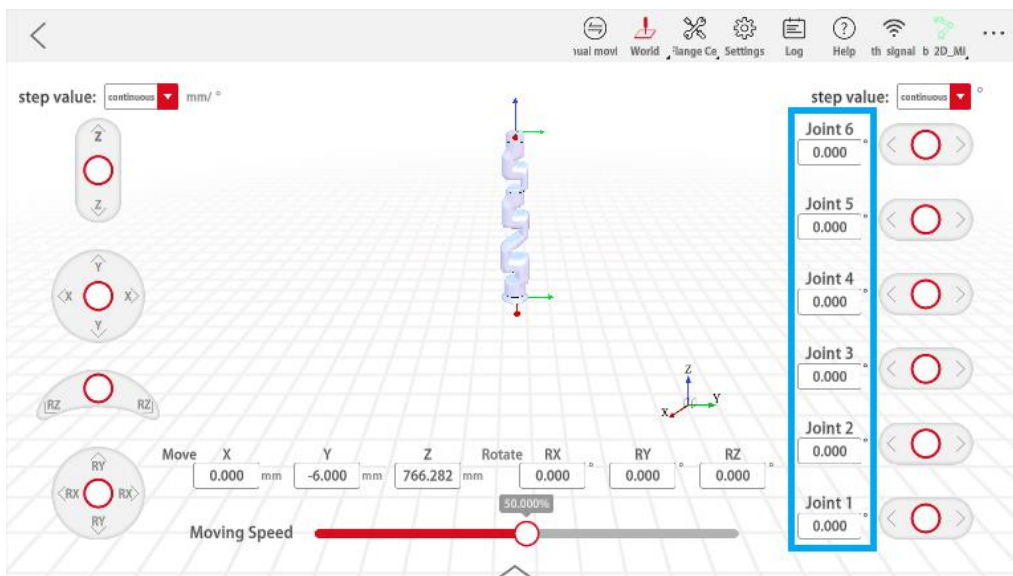 ual movi World Flange Ce Settings Log Help th signal b 2D_Mi
step value: continuous mm/ °
step value: continuous °
Z
Z
Y
X X
Y
RZ RZ
RY
RX RX
RY
Joint 6
0.000 °
Joint 5
0.000 °
Joint 4
0.000 °
Joint 3
0.000 °
Joint 2
0.000 °
Joint 1
0.000 °
Z
X Y
Move X Y Z Rotate RX RY RZ
0.000 mm -6.000 mm 766.282 mm 0.000 ° 0.000 ° 0.000 °
50.000%
Moving Speed